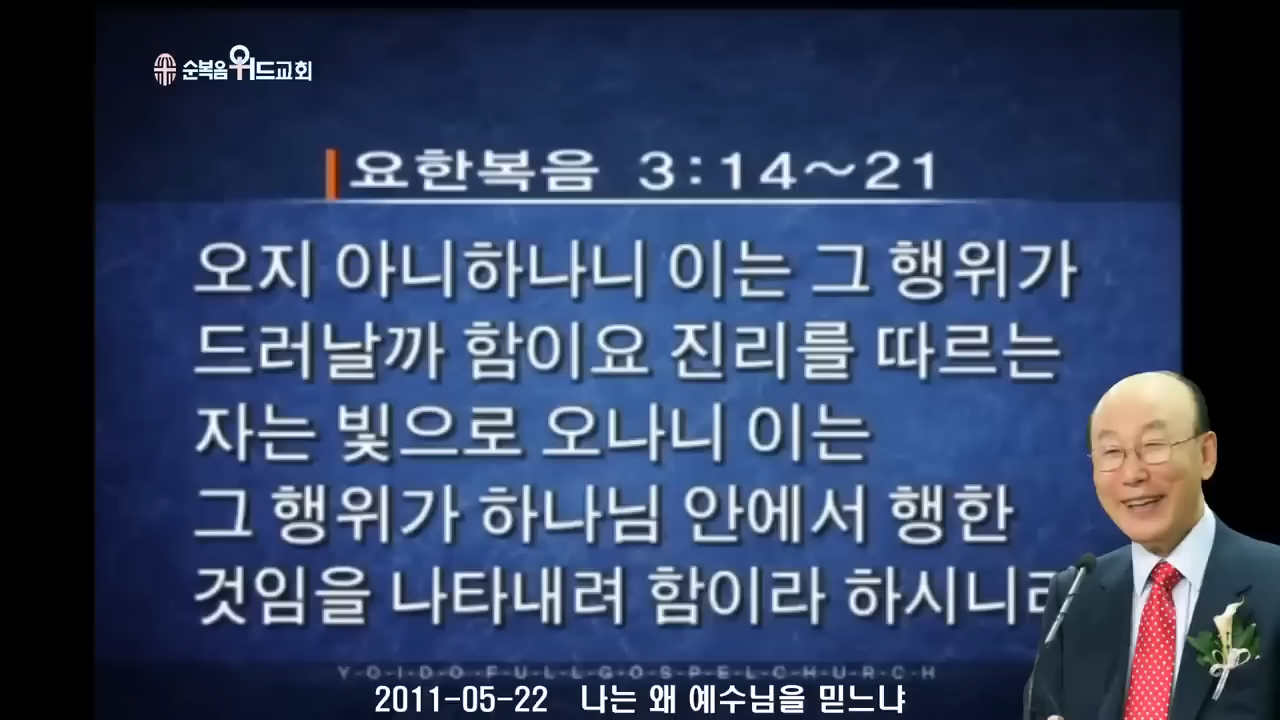 순복음워드교회
요한복음 3:14~21
오지 아니하나니 이는 그 행위가
드러날까 함이요 진리를 따르는
자는 빛으로 오나니 이는
그 행위가 하나님 안에서 행한
것임을 나타내려 함이라 하시니라
Y-O-I-D-O-F-U-L-L-G-O-S-P-E-L-C-H-U-R-C-H
2011-05-22 나는 왜 예수님을 믿느냐